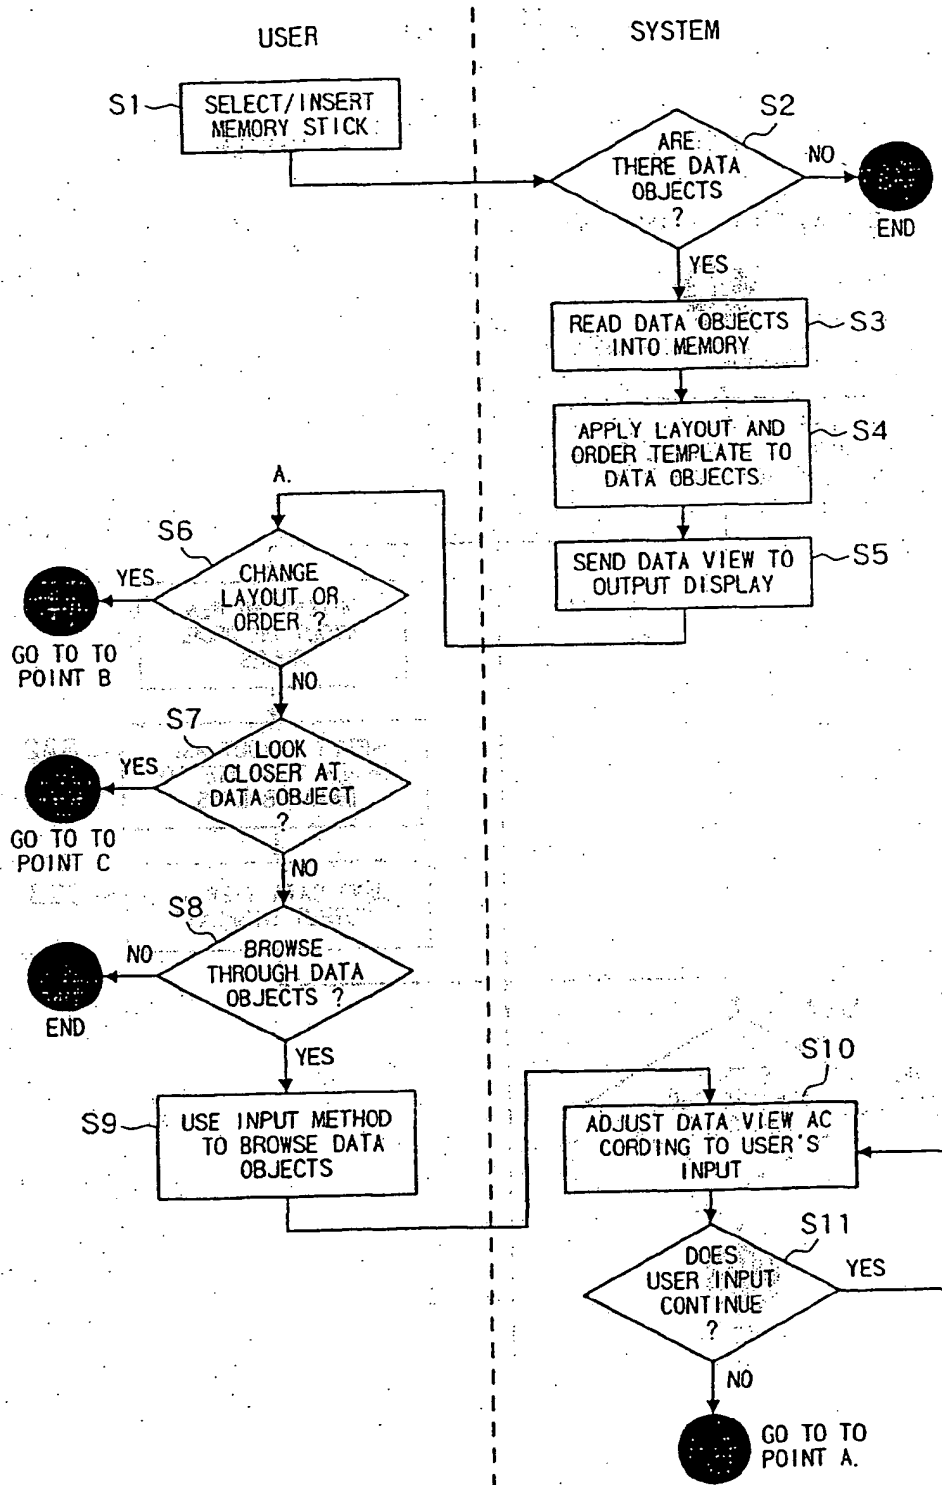 USER
SYSTEM
S1
SELECT/INSERT
MEMORY STICK
S2
ARE
THERE DATA
OBJECTS
?
NO
END
YES
READ DATA OBJECTS
INTO MEMORY
S3
APPLY LAYOUT AND
ORDER TEMPLATE TO
DATA OBJECTS
S4
SEND DATA VIEW TO
OUTPUT DISPLAY
S5
A.
S6
CHANGE
LAYOUT OR
ORDER ?
YES
GO TO TO
POINT B
NO
S7
LOOK
CLOSER AT
DATA OBJECT
?
YES
GO TO TO
POINT C
NO
S8
BROWSE
THROUGH DATA
OBJECTS ?
NO
END
YES
S9
USE INPUT METHOD
TO BROWSE DATA
OBJECTS
S10
ADJUST DATA VIEW AC
CORDING TO USER'S
INPUT
S11
DOES
USER INPUT
CONTINUE
?
YES
NO
GO TO TO
POINT A.